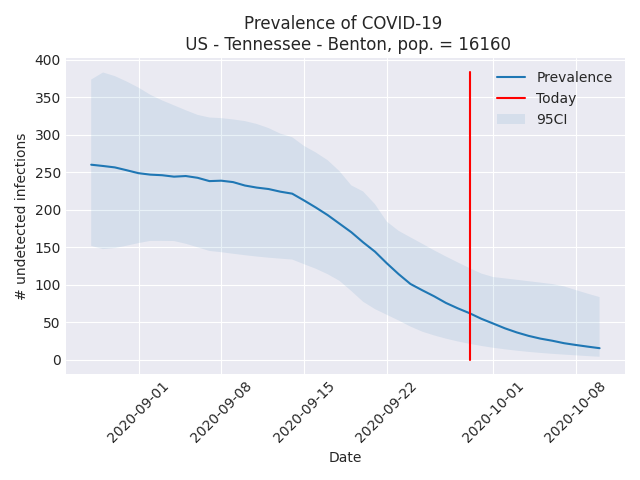 Prevalence of COVID-19
US - Tennessee - Benton, pop. = 16160
400
350
300
250
200
150
100
50
0
# undetected infections
Prevalence
Today
95CI
2020-09-01
2020-09-08
2020-09-15
2020-09-22
2020-10-01
2020-10-08
Date